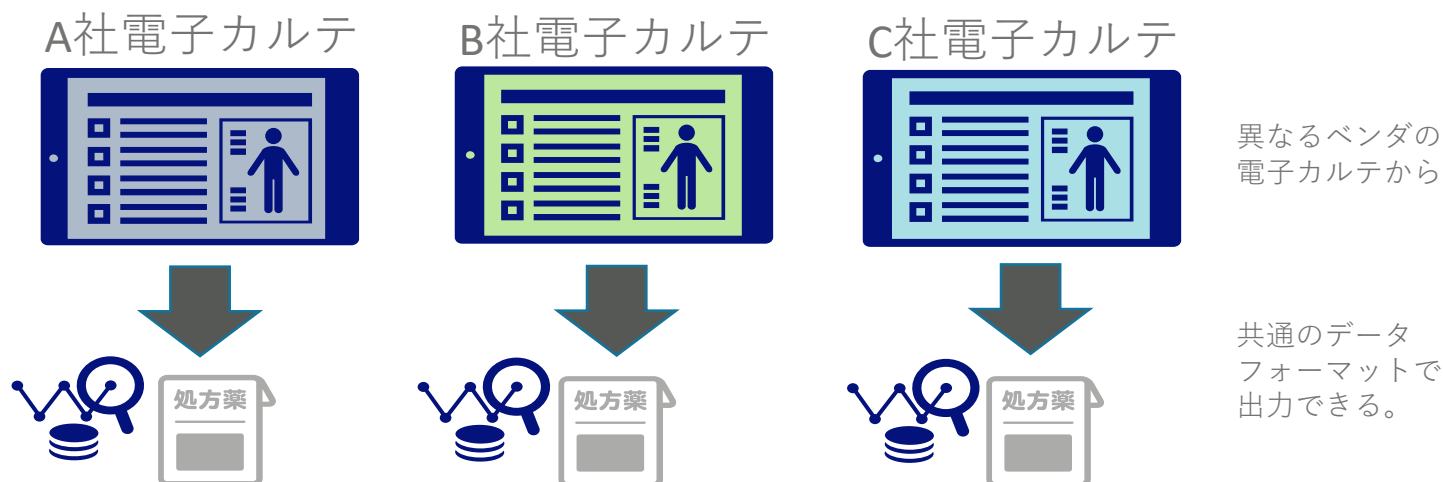 A社電子カルテ
B社電子カルテ
C社電子カルテ
異なるベンダの
電子カルテから
処方薬
処方薬
処方薬
共通のデータ
フォーマットで
出力できる。